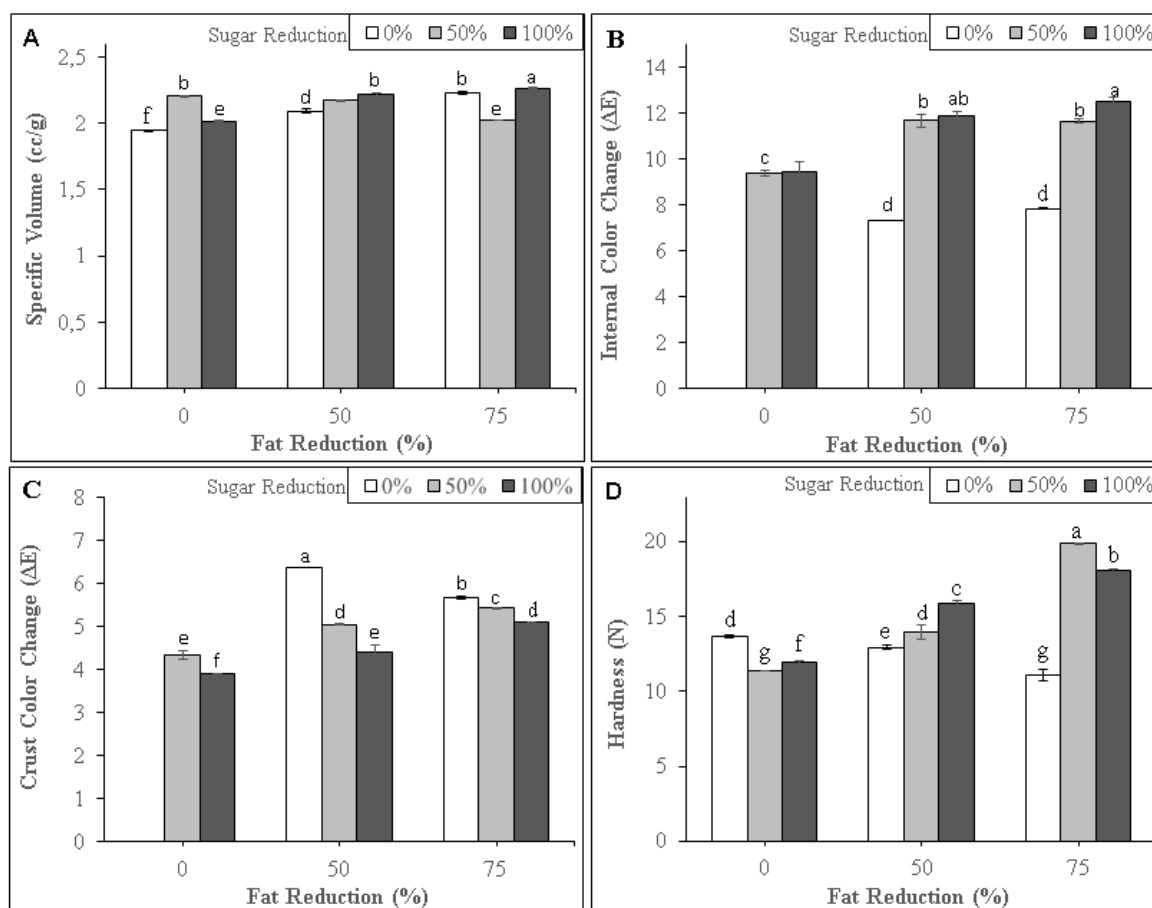 A
Sugar Reduction 0% 50% 100%
Specific Volume (cc/g)
2,5
2
1,5
1
0,5
0
f b e d b b e a
0 50 75
Fat Reduction (%)
B
Sugar Reduction 0% 50% 100%
Internal Color Change (ΔE)
14
12
10
8
6
4
2
0
c d b ab d b a
0 50 75
Fat Reduction (%)
C
Sugar Reduction 0% 50% 100%
Crust Color Change (ΔE)
8
7
6
5
4
3
2
1
0
e f a d e b c d
0 50 75
Fat Reduction (%)
D
Sugar Reduction 0% 50% 100%
Hardness (N)
20
15
10
5
0
d g f e d c g a b
0 50 75
Fat Reduction (%)